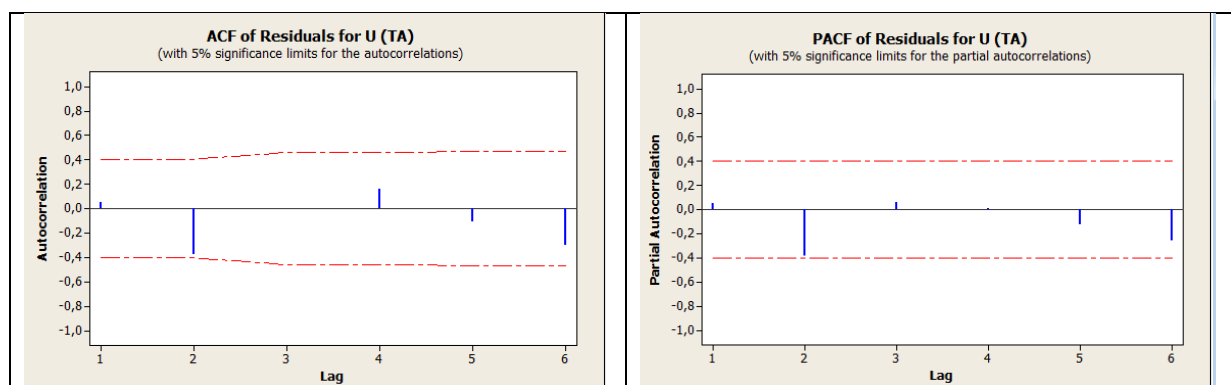 ACF of Residuals for U (TA)
(with 5% significance limits for the autocorrelations)
1,0
0,8
0,6
0,4
0,2
0,0
-0,2
-0,4
-0,6
-0,8
-1,0
Autocorrelation
1 2 3 4 5 6
Lag
PACF of Residuals for U (TA)
(with 5% significance limits for the partial autocorrelations)
1,0
0,8
0,6
0,4
0,2
0,0
-0,2
-0,4
-0,6
-0,8
-1,0
Partial Autocorrelation
1 2 3 4 5 6
Lag